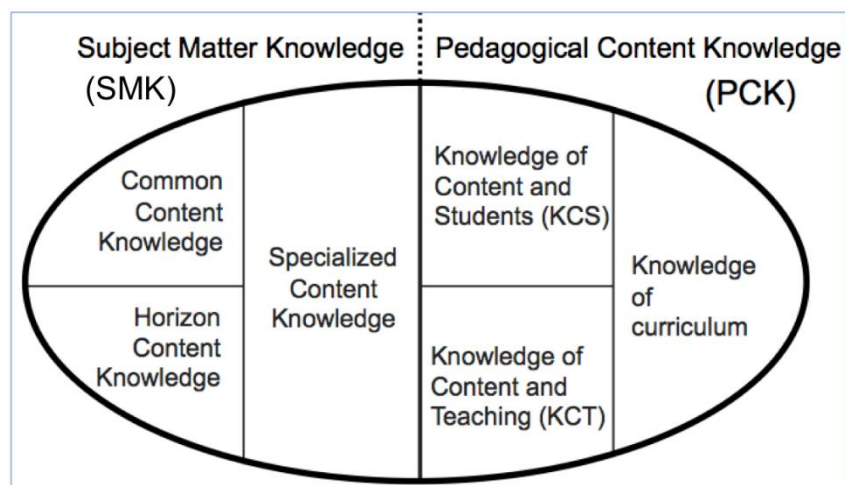 Subject Matter Knowledge
(SMK)
Pedagogical Content Knowledge
(PCK)
Common
Content
Knowledge
Horizon
Content
Knowledge
Specialized
Content
Knowledge
Knowledge of
Content and
Students (KCS)
Knowledge of
Content and
Teaching (KCT)
Knowledge
of
curriculum